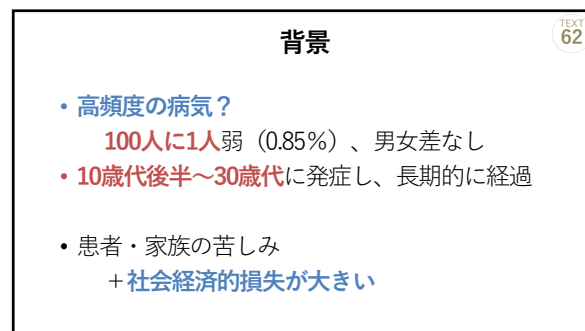 背景
TEXT
62
• 高頻度の病気？
100人に1人弱（0.85%）、男女差なし
• 10歳代後半～30歳代に発症し、長期的に経過
• 患者・家族の苦しみ
＋社会経済的損失が大きい